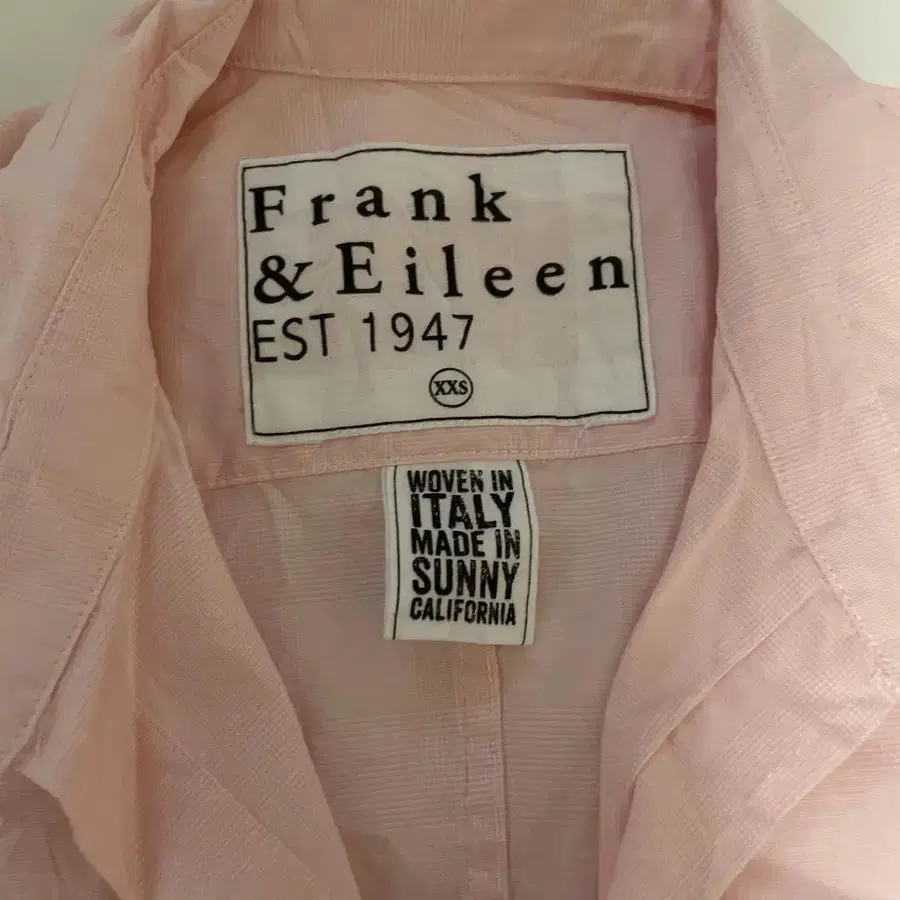 Frank
& Eileen
EST 1947
XXS
WOVEN IN
ITALY
MADE IN
SUNNY
CALIFORNIA